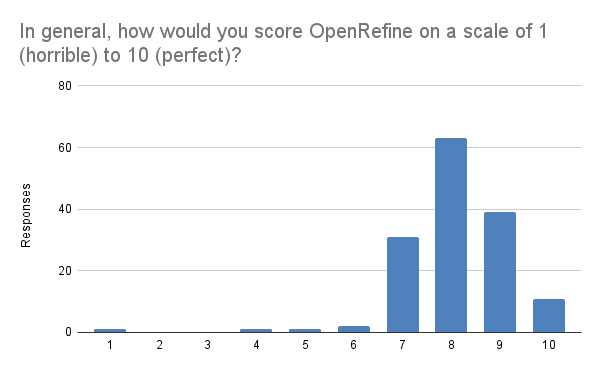 In general, how would you score OpenRefine on a scale of 1
(horrible) to 10 (perfect)?
80
60
40
20
0
Responses
1 2 3 4 5 6 7 8 9 10